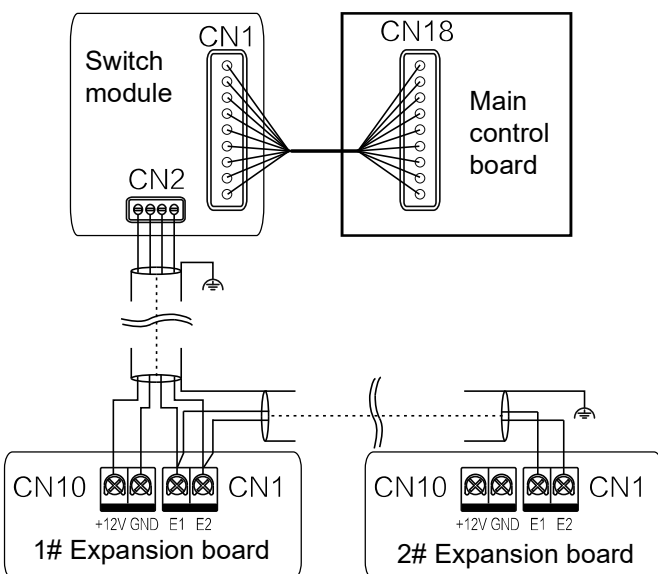 CN1
CN18
Switch
module
Main
control
board
CN2
CN10
CN1
+12V GND E1 E2
1# Expansion board
CN10
CN1
+12V GND E1 E2
2# Expansion board